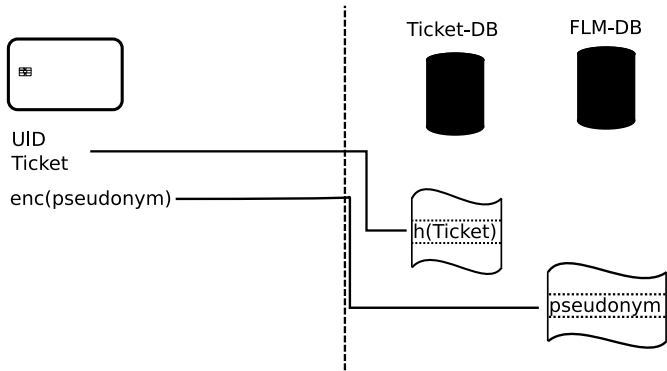 Ticket-DB
FLM-DB
UID
Ticket
enc(pseudonym)
h(Ticket)
pseudonym